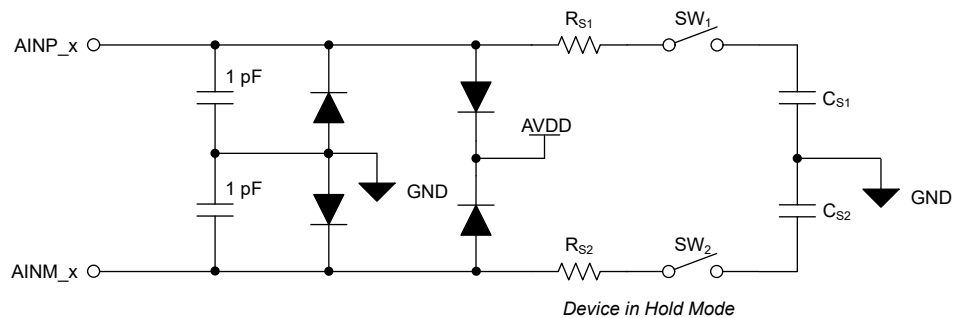 AINP_x
R_S1
SW_1
1 pF
C_S1
AVDD
GND
1 pF
GND
C_S2
R_S2
SW_2
AINM_x
Device in Hold Mode